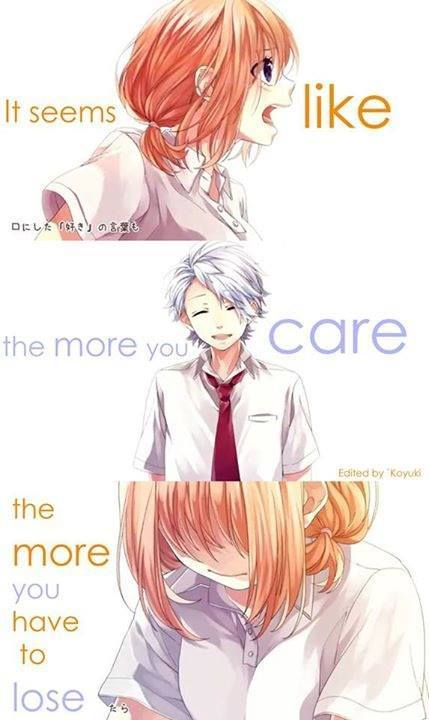 It seems like
口にした「好き」の言葉も
the more you care
Edited by ´Koyuki
the
more
you
have
to
lose
たら